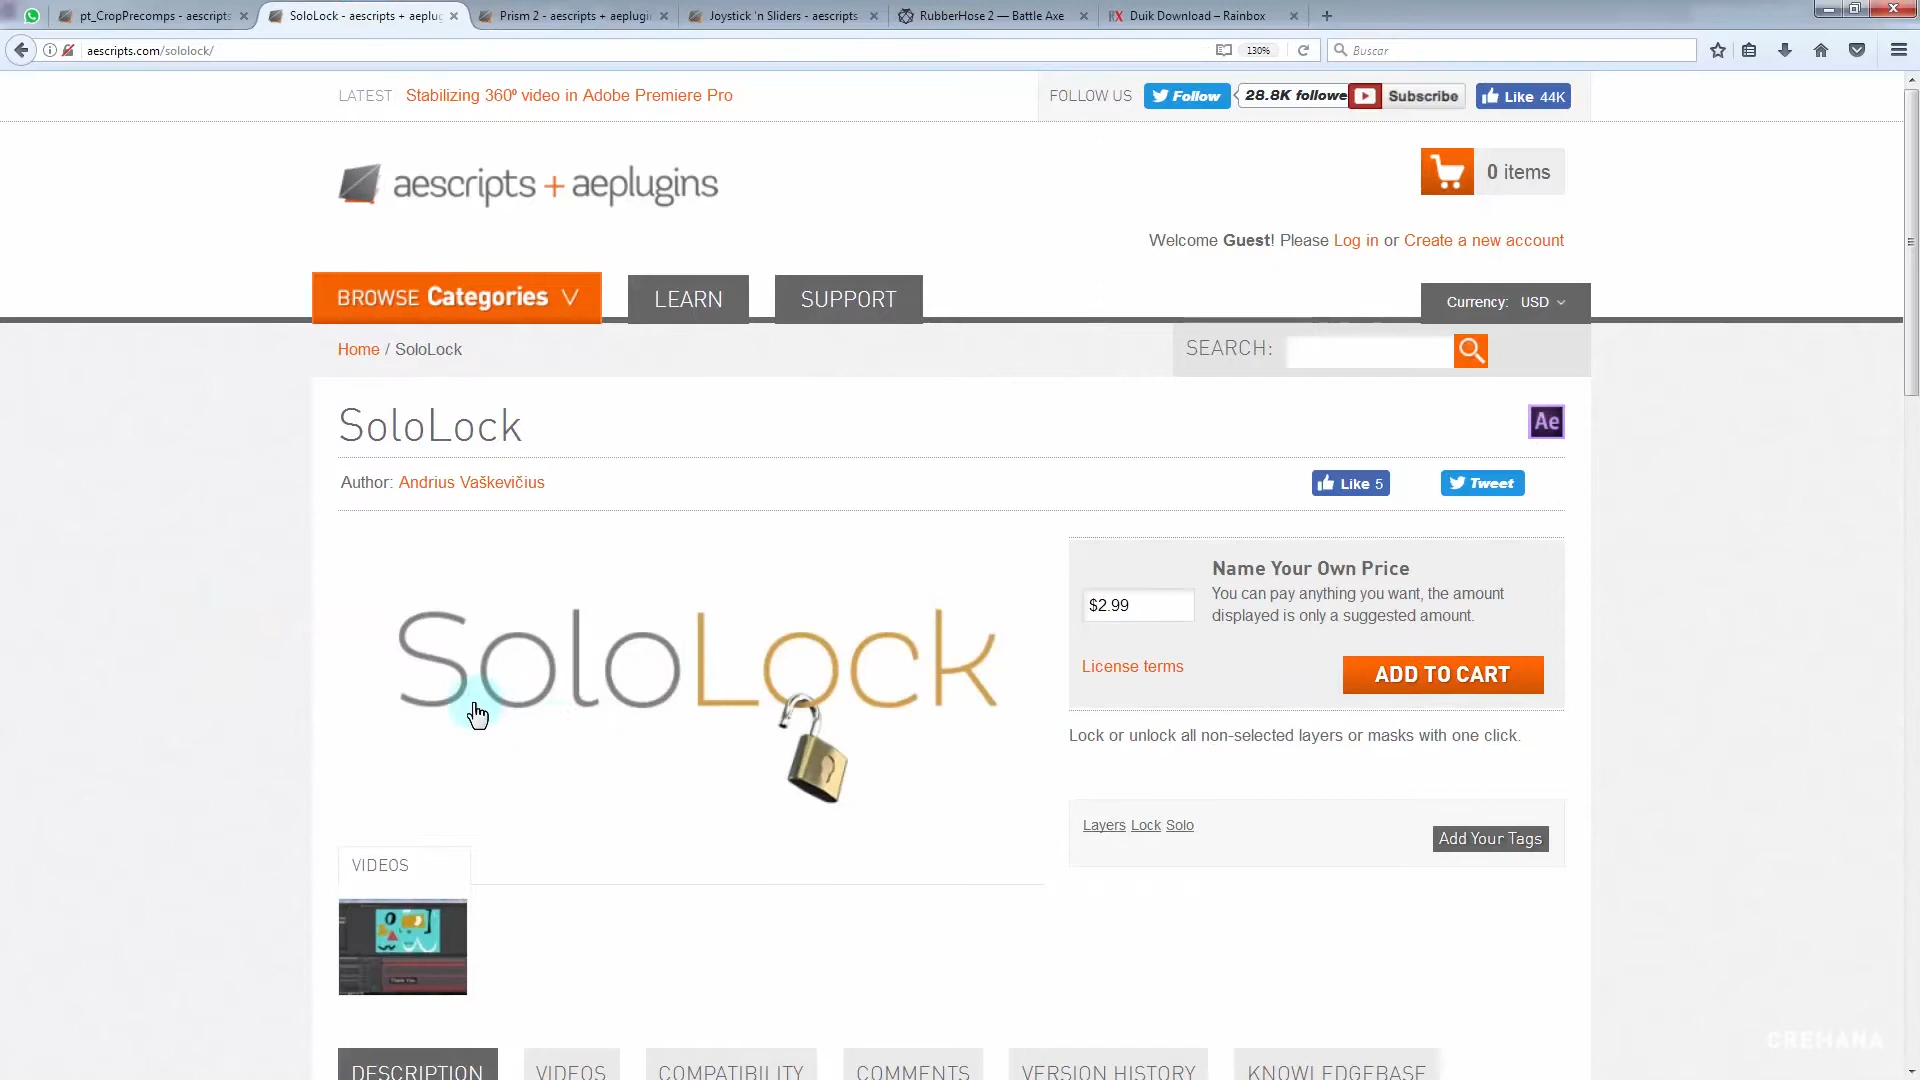 pt_CropPrecomps - aescripts
SoloLock - aescripts + aeplug
Prism 2 - aescripts + aeplugin
Joystick 'n Sliders - aescripts
RubberHose 2 — Battle Axe
Duik Download – Rainbox
aescripts.com/sololock/
130%
Buscar
LATEST Stabilizing 360º video in Adobe Premiere Pro
FOLLOW US Follow 28.8K followe Subscribe Like 44K
aescripts + aeplugins
0 items
Welcome Guest! Please Log in or Create a new account
BROWSE Categories LEARN SUPPORT
Currency: USD
Home / SoloLock
SEARCH:
SoloLock
Ae
Author: Andrius Vaškevičius
Like 5 Tweet
SoloLock
Name Your Own Price
$2.99
You can pay anything you want, the amount
displayed is only a suggested amount.
License terms
ADD TO CART
Lock or unlock all non-selected layers or masks with one click.
Layers Lock Solo
Add Your Tags
VIDEOS
Thank You
DESCRIPTION VIDEOS COMPATIBILITY COMMENTS VERSION HISTORY KNOWLEDGEBASE
CREHANA